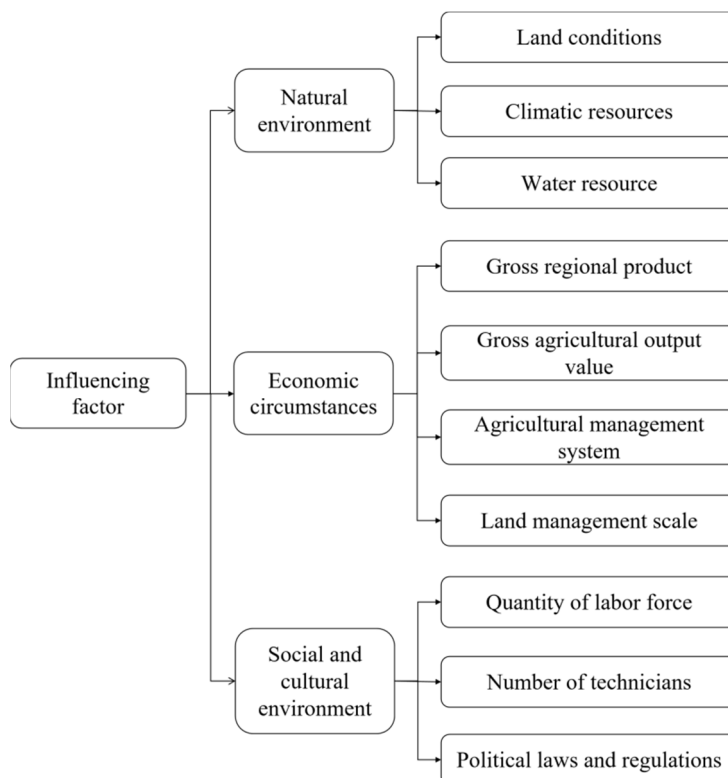 Land conditions
Natural
environment
Climatic resources
Water resource
Gross regional product
Gross agricultural output
value
Influencing
factor
Economic
circumstances
Agricultural management
system
Land management scale
Quantity of labor force
Social and
cultural
environment
Number of technicians
Political laws and regulations